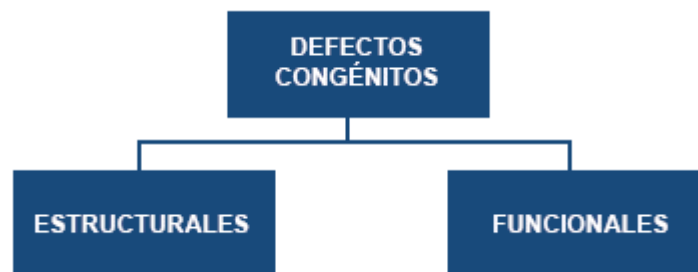 DEFECTOS
CONGÉNITOS
ESTRUCTURALES
FUNCIONALES